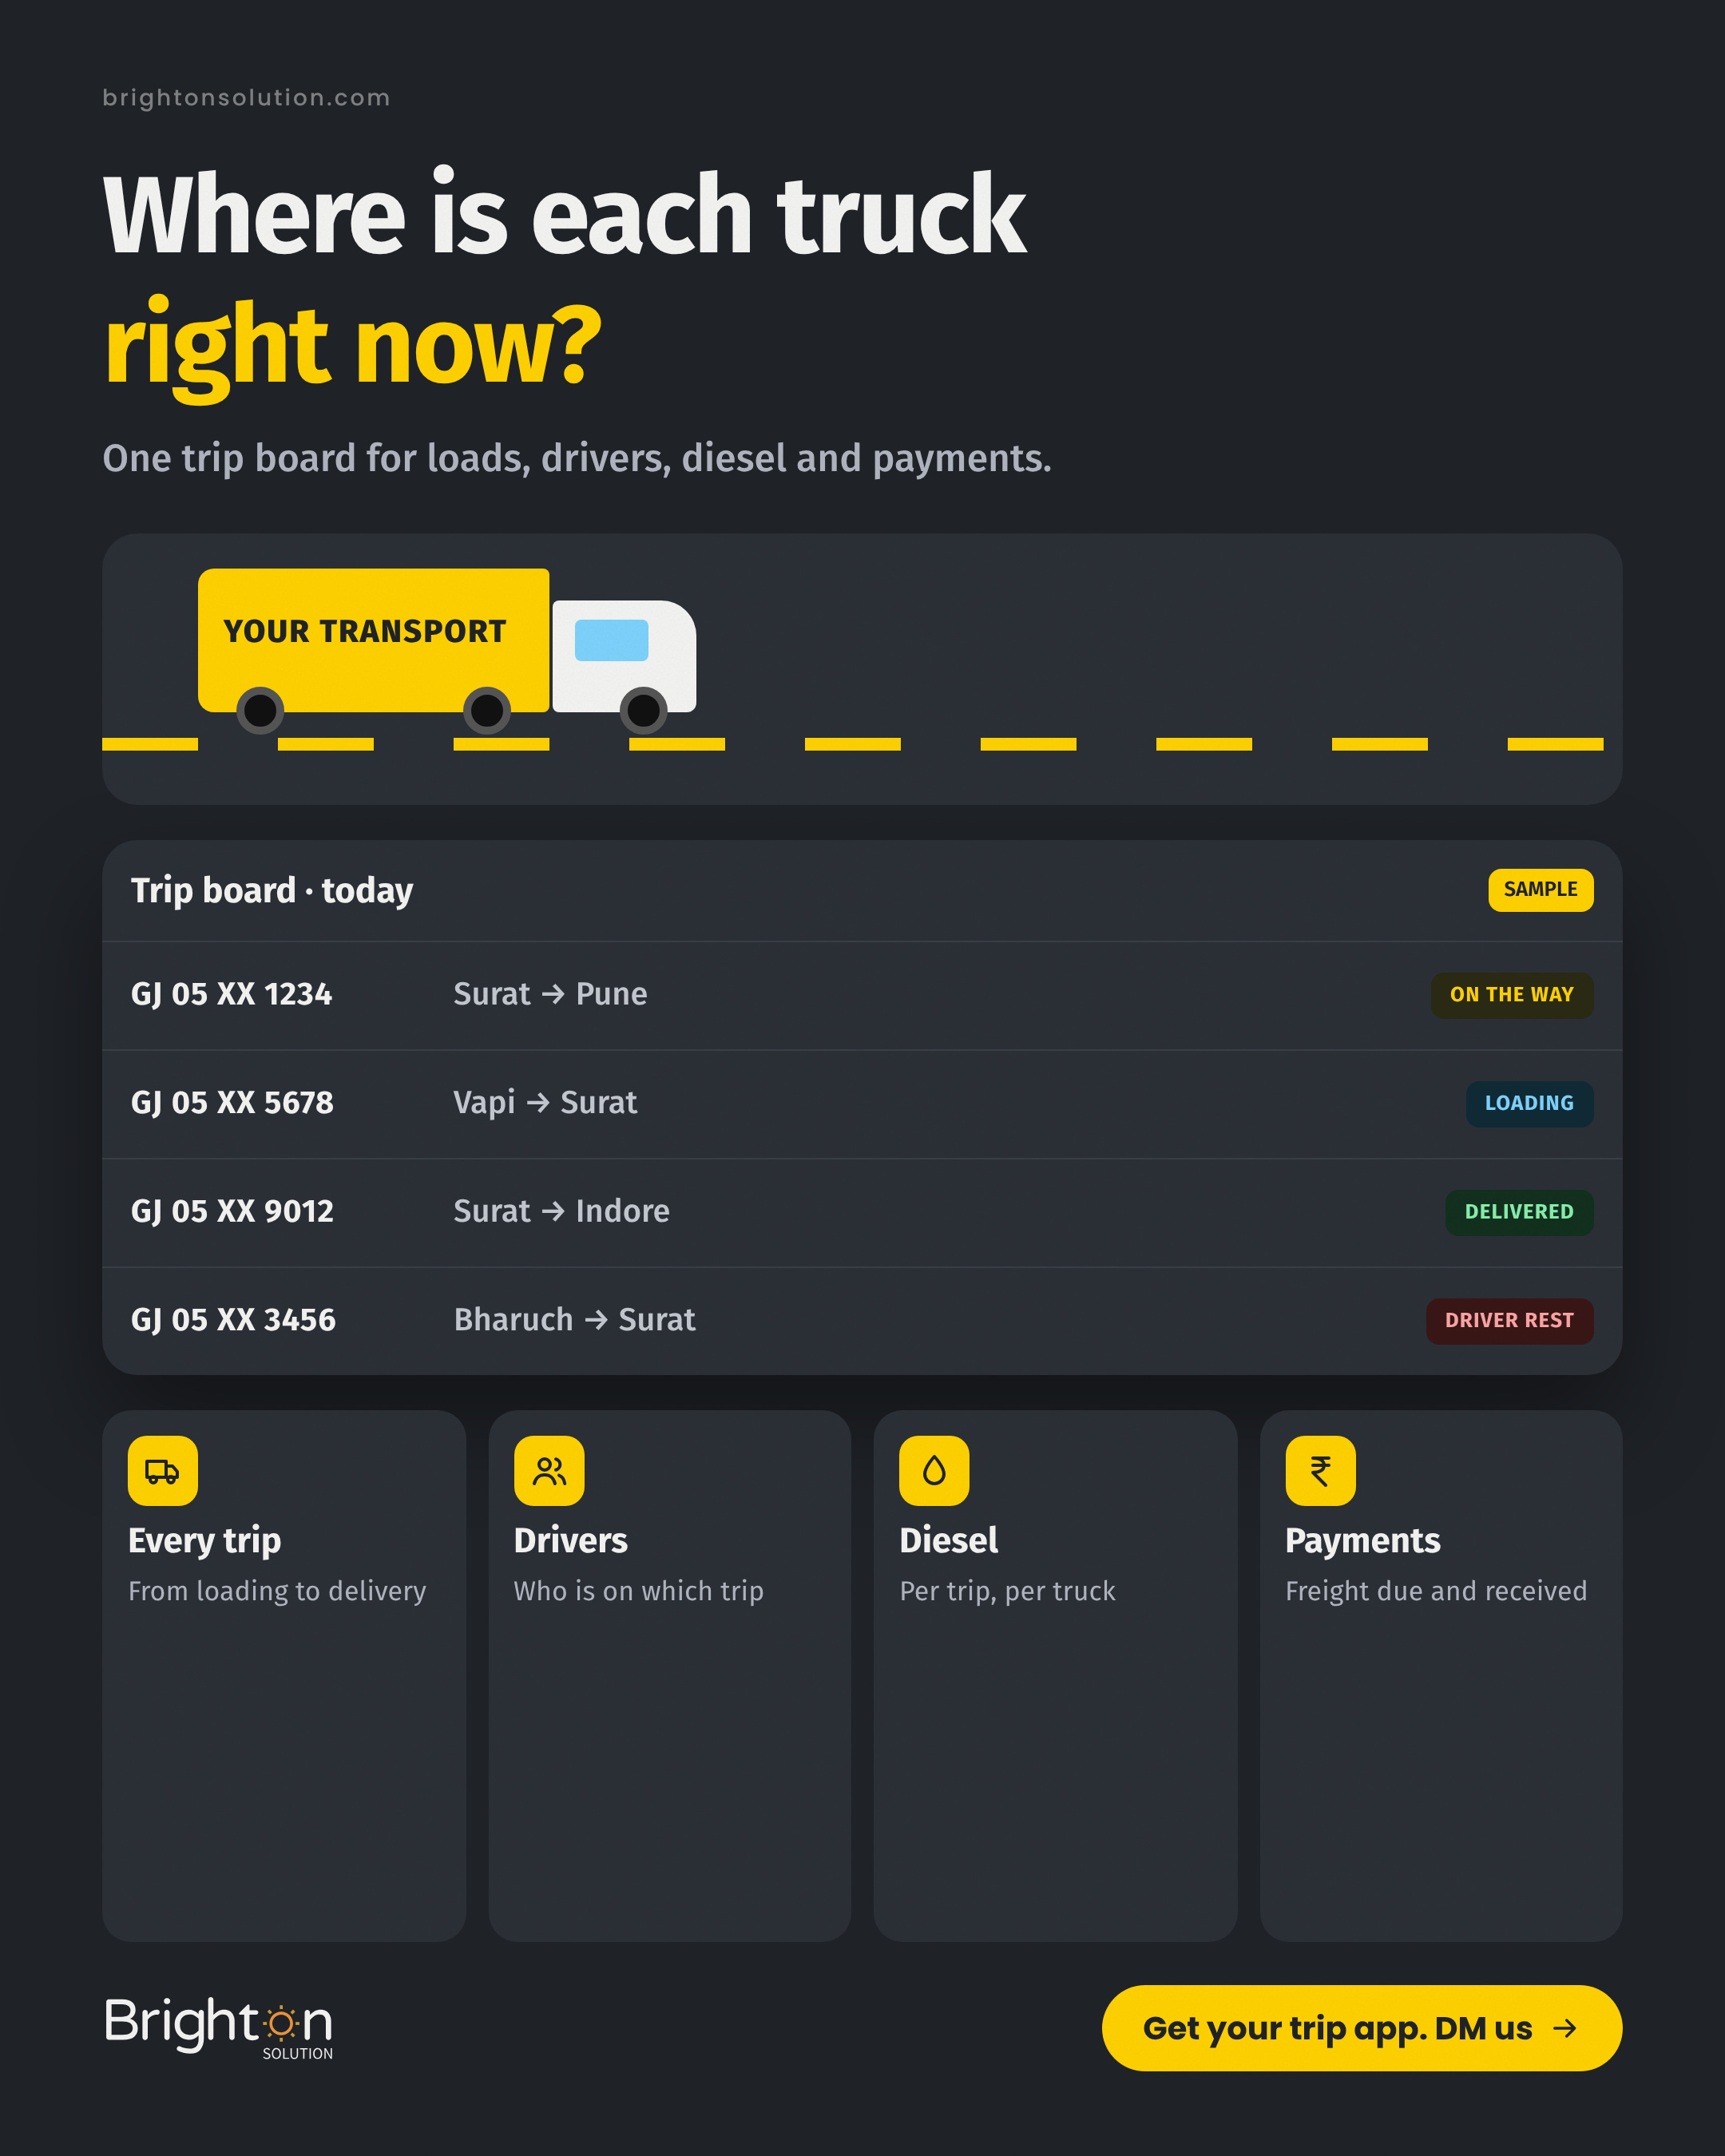 brightonsolution.com
Where is each truck
right now?
One trip board for loads, drivers, diesel and payments.
YOUR TRANSPORT
Trip board · today
SAMPLE
GJ 05 XX 1234 Surat → Pune ON THE WAY
GJ 05 XX 5678 Vapi → Surat LOADING
GJ 05 XX 9012 Surat → Indore DELIVERED
GJ 05 XX 3456 Bharuch → Surat DRIVER REST
Every trip
From loading to delivery
Drivers
Who is on which trip
Diesel
Per trip, per truck
₹
Payments
Freight due and received
Brighton
SOLUTION
Get your trip app. DM us →